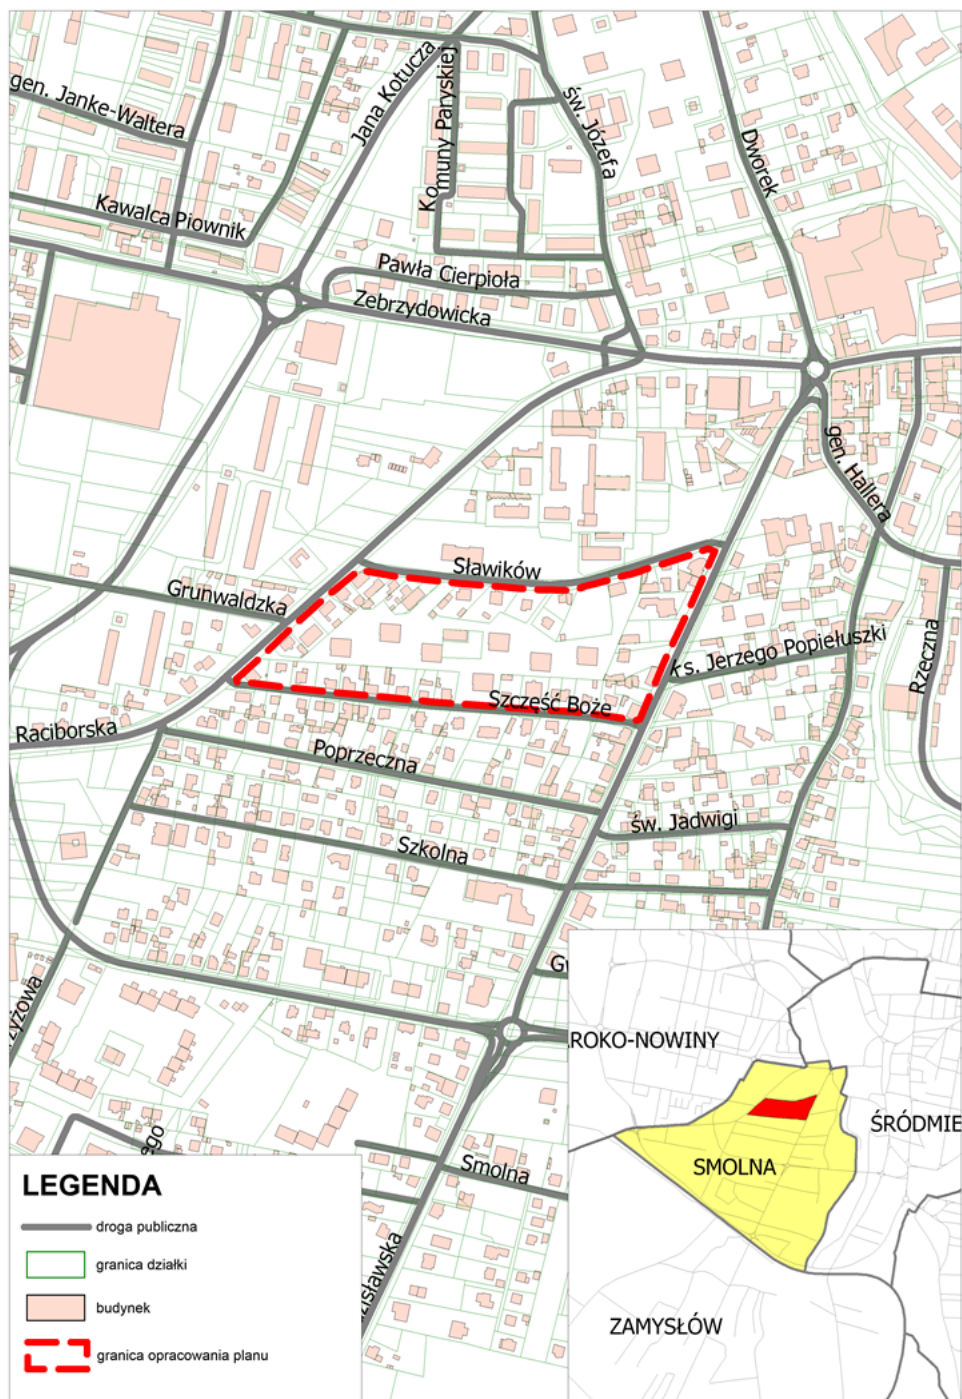 Jana Kotucza
Komuny Paryskiej
gen. Janke-Waltera
św. Józefa
Dworek
Kawalca Piownik
Pawła Cierpioła
Żebrzydowicka
gen. Hallera
Sławików
Grunwaldzka
ks. Jerzego Popiełuszki
Rzeczna
Szczęść Boże
Raciborska
Poprzeczna
św. Jadwigi
Szkolna
ROKO-NOWINY
ŚRÓDMIE
SMOLNA
ZAMYSŁÓW
Smolna
LEGENDA
droga publiczna
granica działki
budynek
granica opracowania planu